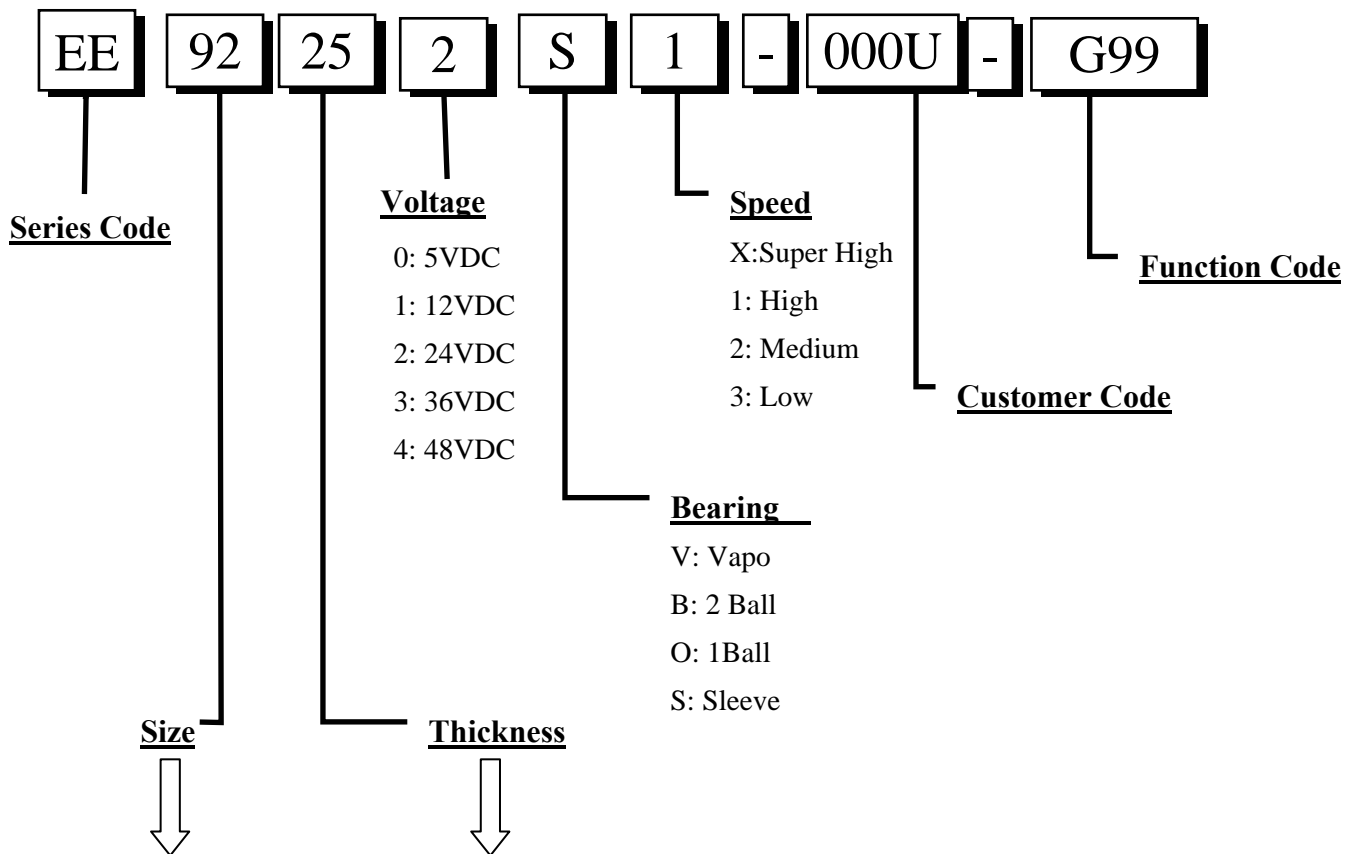 EE 92 25 2 S 1 - 000U - G99
Series Code
Voltage
0: 5VDC
1: 12VDC
2: 24VDC
3: 36VDC
4: 48VDC
Speed
X:Super High
1: High
2: Medium
3: Low
Function Code
Customer Code
Bearing
V: Vapo
B: 2 Ball
O: 1Ball
S: Sleeve
Size
Thickness